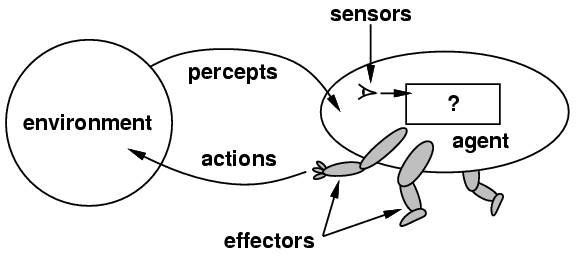 sensors
percepts
?
environment
agent
actions
effectors